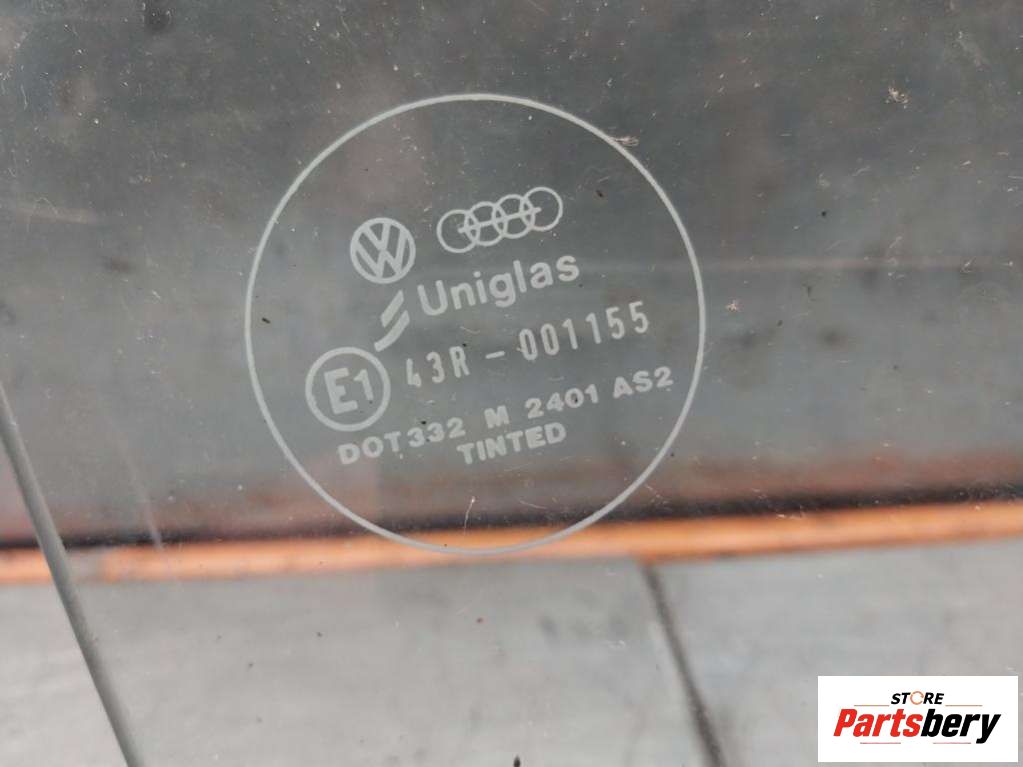 Uniglas
E1 43R - 001155
DOT332 M 2401 AS2
TINTED
STORE
Partsbery